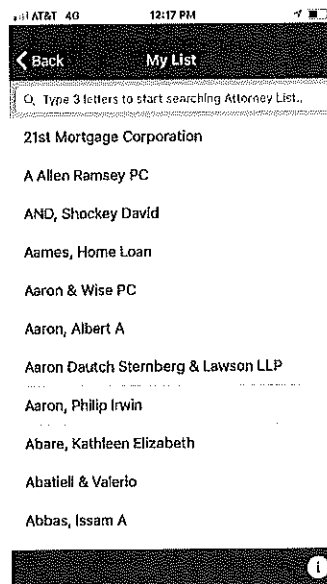 AT&T 4G 12:17 PM
Back My List
Type 3 letters to start searching Attorney List..
21st Mortgage Corporation
A Allen Ramsey PC
AND, Shockey David
Aames, Home Loan
Aaron & Wise PC
Aaron, Albert A
Aaron Dautch Sternberg & Lawson LLP
Aaron, Philip Irwin
Abare, Kathleen Elizabeth
Abatiell & Valerio
Abbas, Issam A
i